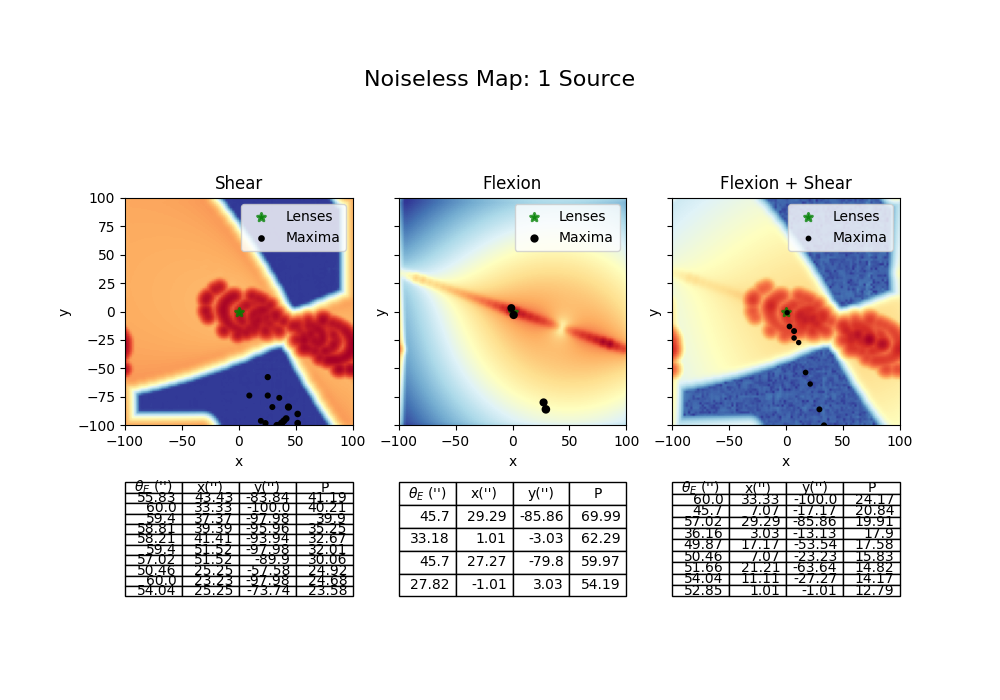 Noiseless Map: 1 Source
Shear Flexion Flexion + Shear
Lenses Maxima
Lenses Maxima
Lenses Maxima
100 75 50 25 0 −25 −50 −75 −100
y y y
−100 −50 0 50 100 −100 −50 0 50 100 −100 −50 0 50 100
x x x
θE ('') x('') y('') P
55.83 43.43 -83.84 41.19
60.0 33.33 -100.0 40.21
59.4 37.37 -97.98 39.9
58.81 39.39 -95.96 35.25
58.21 41.41 -93.94 32.67
59.4 51.52 -97.98 32.01
57.02 51.52 -89.9 30.06
50.46 25.25 -57.58 24.92
60.0 23.23 -97.98 24.68
54.04 25.25 -73.74 23.58
θE ('') x('') y('') P
45.7 29.29 -85.86 69.99
33.18 1.01 -3.03 62.29
45.7 27.27 -79.8 59.97
27.82 -1.01 3.03 54.19
θE ('') x('') y('') P
60.0 33.33 -100.0 24.17
45.7 7.07 -17.17 20.84
57.02 29.29 -85.86 19.91
36.16 3.03 -13.13 17.9
49.87 17.17 -53.54 17.58
50.46 7.07 -23.23 15.83
51.66 21.21 -63.64 14.82
54.04 11.11 -27.27 14.17
52.85 1.01 -1.01 12.79